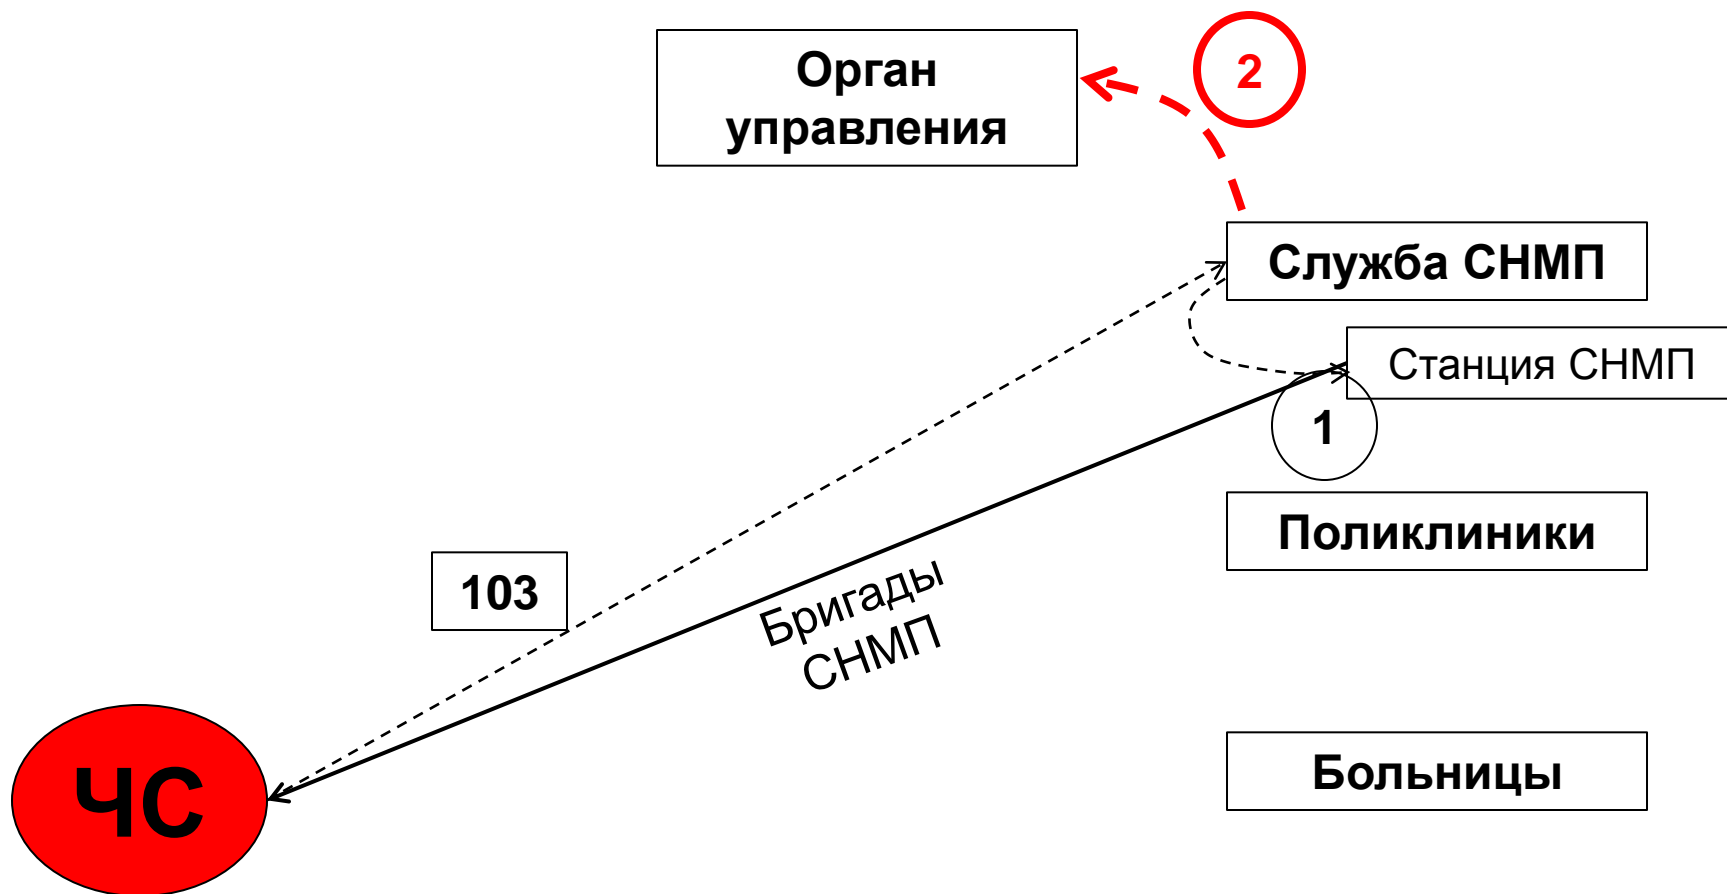 Орган
управления
2
Служба СНМП
Станция СНМП
1
Поликлиники
103
Бригады
СНМП
Больницы
ЧС